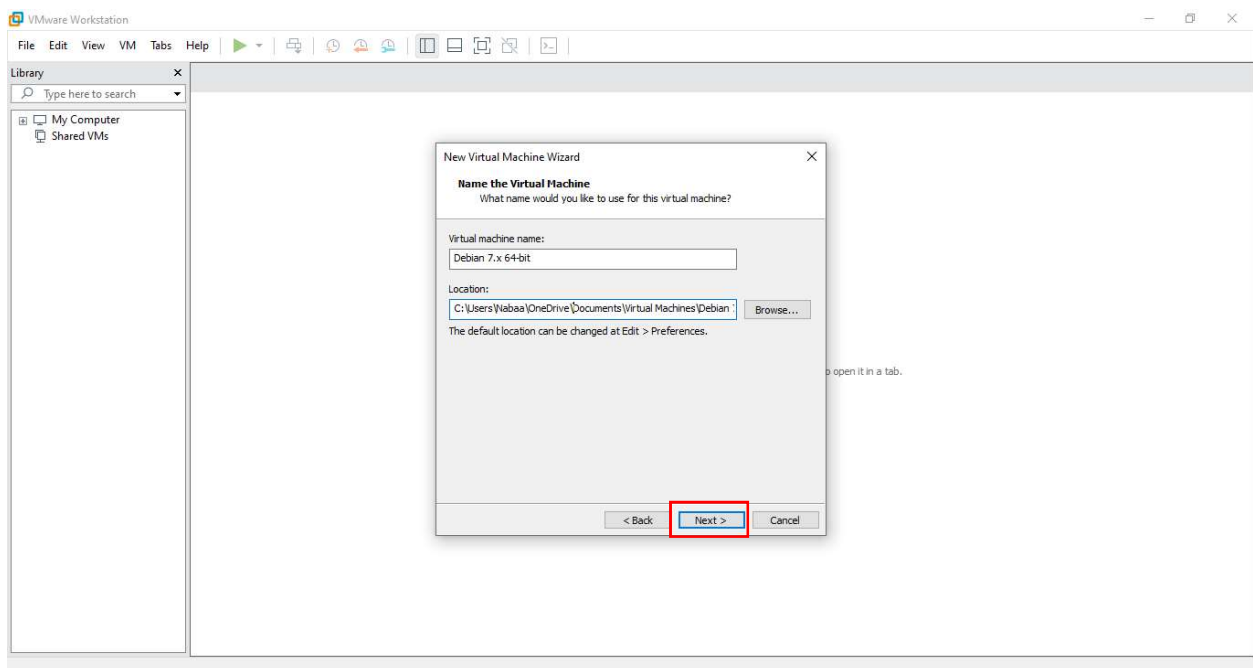 VMware Workstation
File Edit View VM Tabs Help
Library
Type here to search
My Computer
Shared VMs
New Virtual Machine Wizard
Name the Virtual Machine
What name would you like to use for this virtual machine?
Virtual machine name:
Debian 7.x 64-bit
Location:
C:\Users\Nabaa\OneDrive\Documents\Virtual Machines\Debian
Browse...
The default location can be changed at Edit > Preferences.
o open it in a tab.
< Back Next > Cancel